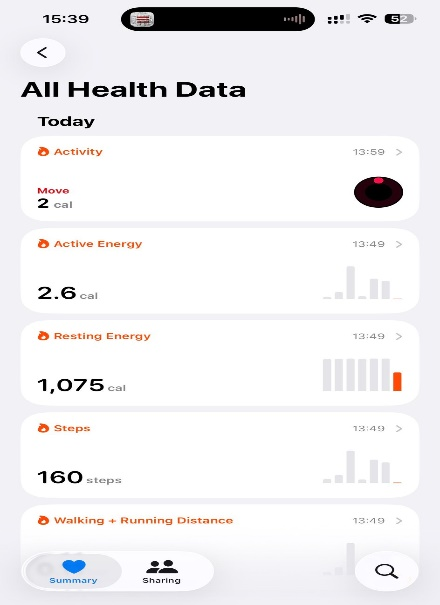 15:39
52
All Health Data
Today
Activity 13:59
Move
2 cal
Active Energy 13:49
2.6 cal
Resting Energy 13:49
1,075 cal
Steps 13:49
160 steps
Walking + Running Distance 13:49
Summary Sharing